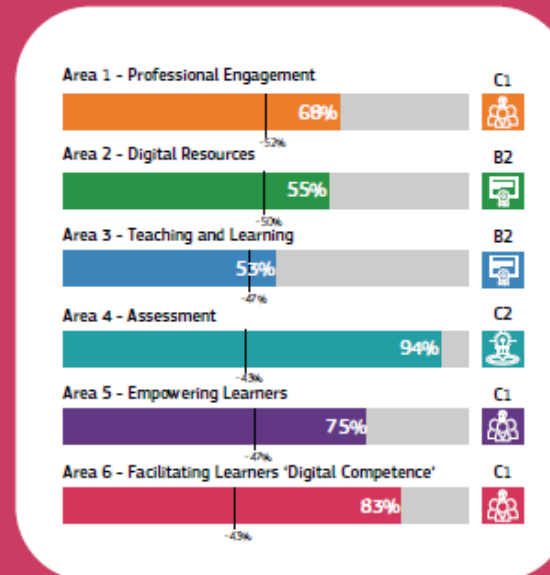 Area 1 - Professional Engagement
C1
68%
-52%
Area 2 - Digital Resources
B2
55%
-50%
Area 3 - Teaching and Learning
B2
53%
-47%
Area 4 - Assessment
C2
94%
-43%
Area 5 - Empowering Learners
C1
75%
-47%
Area 6 - Facilitating Learners ‘Digital Competence’
C1
83%
-43%